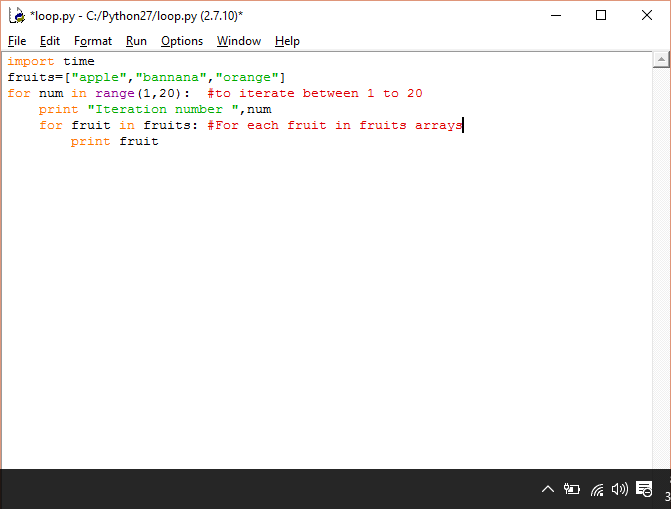 *loop.py - C:/Python27/loop.py (2.7.10)*
File Edit Format Run Options Window Help
import time
fruits=["apple","bannana","orange"]
for num in range(1,20):  #to iterate between 1 to 20
    print "Iteration number ",num
    for fruit in fruits: #For each fruit in fruits arrays
        print fruit